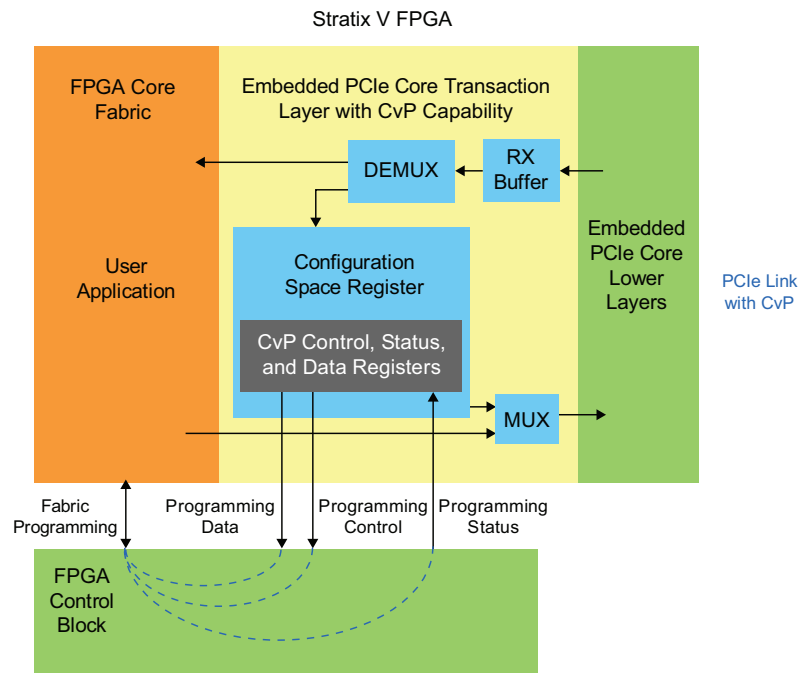 Stratix V FPGA
FPGA Core
Fabric
Embedded PCIe Core Transaction
Layer with CvP Capability
DEMUX
RX
Buffer
User
Application
Configuration
Space Register
CvP Control, Status,
and Data Registers
Embedded
PCIe Core
Lower
Layers
PCIe Link
with CvP
MUX
Fabric
Programming
Programming
Data
Programming
Control
Programming
Status
FPGA
Control
Block